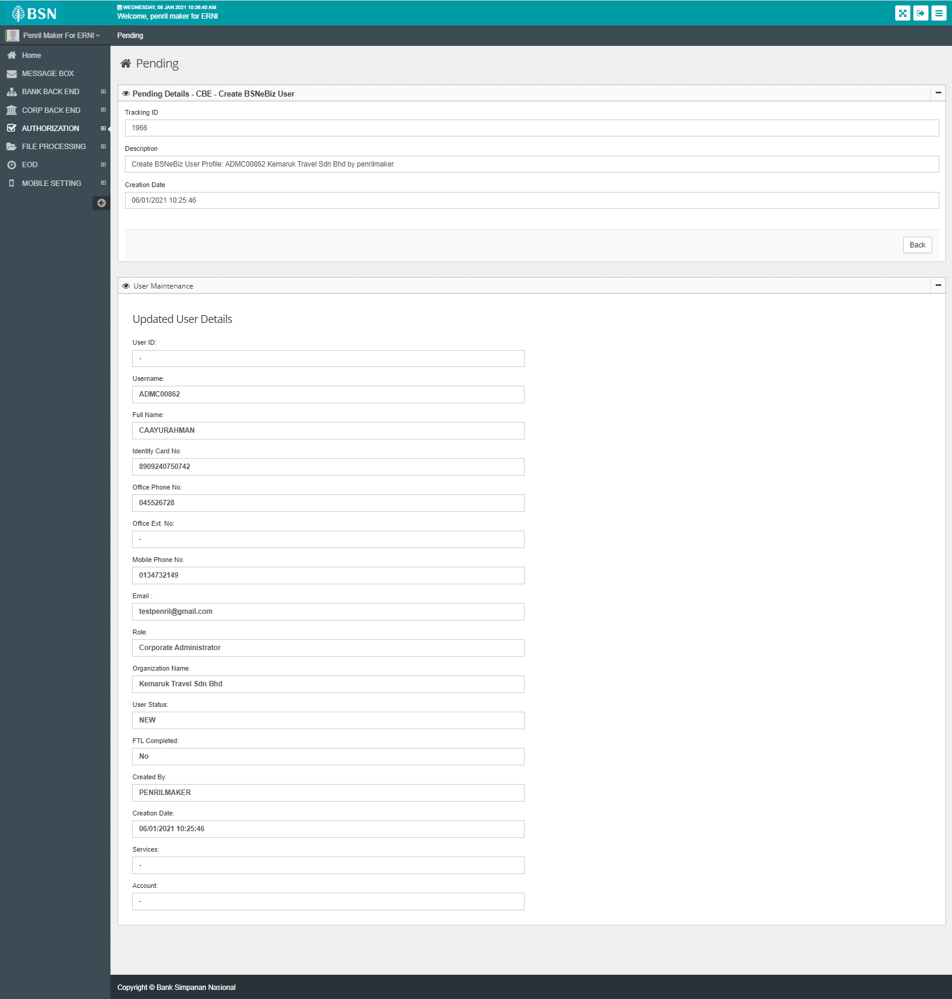 BSN
WEDNESDAY, 06 JAN 2021 10:26:40 AM
Welcome, penril maker for ERNI
Penril Maker For ERNI
Pending
Home
MESSAGE BOX
BANK BACK END
CORP BACK END
AUTHORIZATION
FILE PROCESSING
EOD
MOBILE SETTING
Pending
Pending Details - CBE - Create BSNeBiz User
Tracking ID
1966
Description
Create BSNeBiz User Profile: ADMC00862 Kemaruk Travel Sdn Bhd by penrilmaker
Creation Date
06/01/2021 10:25:46
Back
User Maintenance
Updated User Details
User ID:
-
Username:
ADMC00862
Full Name:
CAAYURAHMAN
Identity Card No:
8909240750742
Office Phone No:
045526728
Office Ext. No:
-
Mobile Phone No:
0134732149
Email :
testpenril@gmail.com
Role:
Corporate Administrator
Organization Name:
Kemaruk Travel Sdn Bhd
User Status:
NEW
FTL Completed:
No
Created By:
PENRILMAKER
Creation Date:
06/01/2021 10:25:46
Services:
-
Account:
-
Copyright © Bank Simpanan Nasional